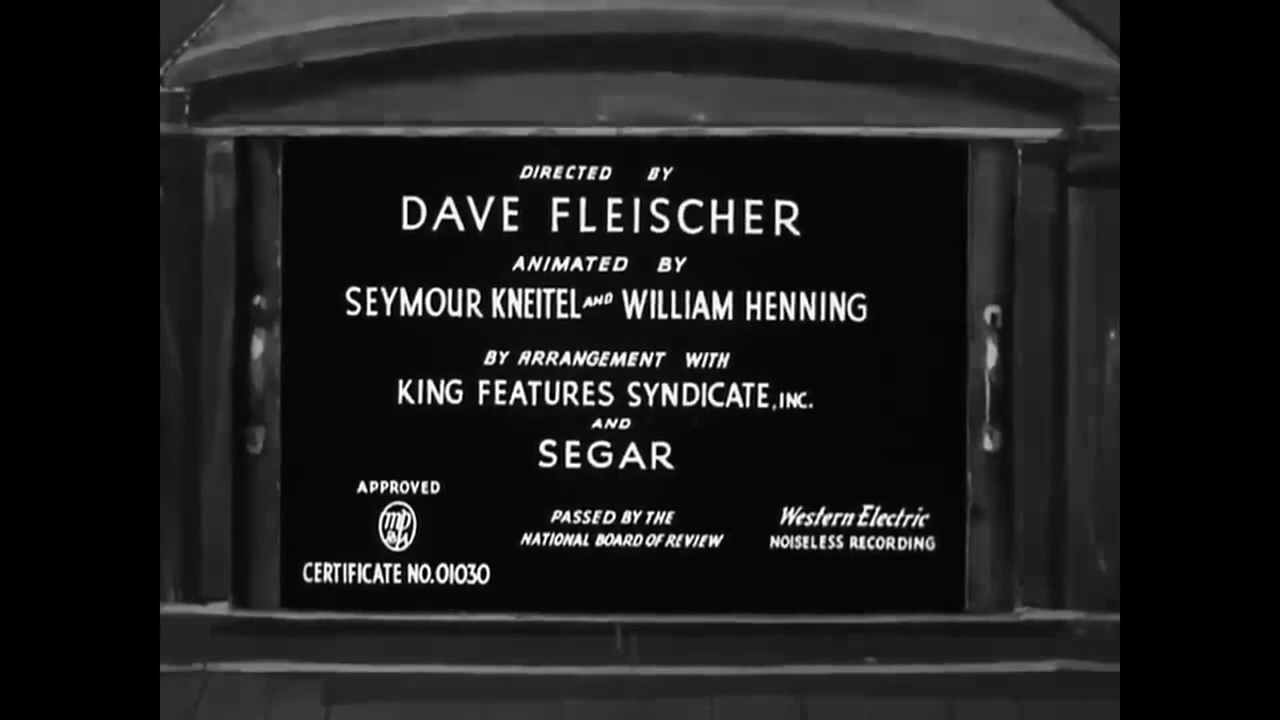 DIRECTED BY
DAVE FLEISCHER
ANIMATED BY
SEYMOUR KNEITEL AND WILLIAM HENNING
BY ARRANGEMENT WITH
KING FEATURES SYNDICATE, INC.
AND
SEGAR
APPROVED
CERTIFICATE NO. 01030
PASSED BY THE
NATIONAL BOARD OF REVIEW
Western Electric
NOISELESS RECORDING